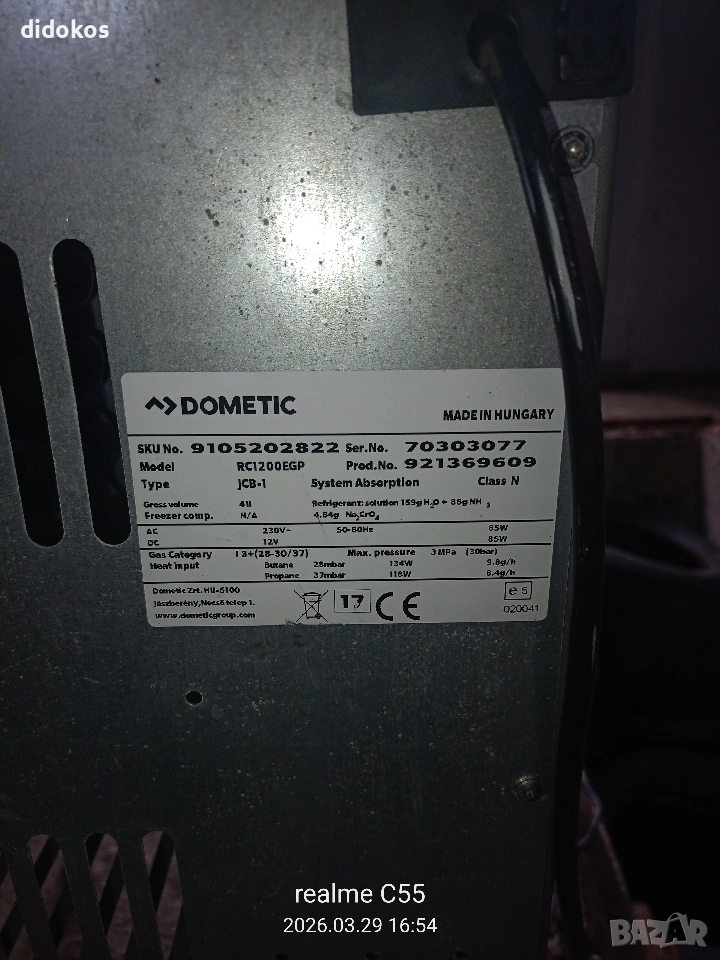 didokos
DOMETIC
MADE IN HUNGARY
SKU No. 9105202822 Ser.No. 70303077
Model RC1200EGP Prod.No. 921369609
Type JCB-1 System Absorption Class N
Gross volume 41l Refrigerant: solution 159g H₂O + 86g NH₃
Freezer comp. N/A 4,84g Na₂CrO₄
AC 230V~ 50-60Hz 85W
DC 12V 85W
Gas Category I 3+(28-30/37) Max. pressure 3MPa (30bar)
Heat input Butane 28mbar 134W 9.8g/h
Propane 37mbar 118W 8.4g/h
Dometic Zrt. HU-5100
Jászberény, Necső telep 1.
www.dometicgroup.com
17 CE
e 5
020041
realme C55
2026.03.29 16:54
BAZAR